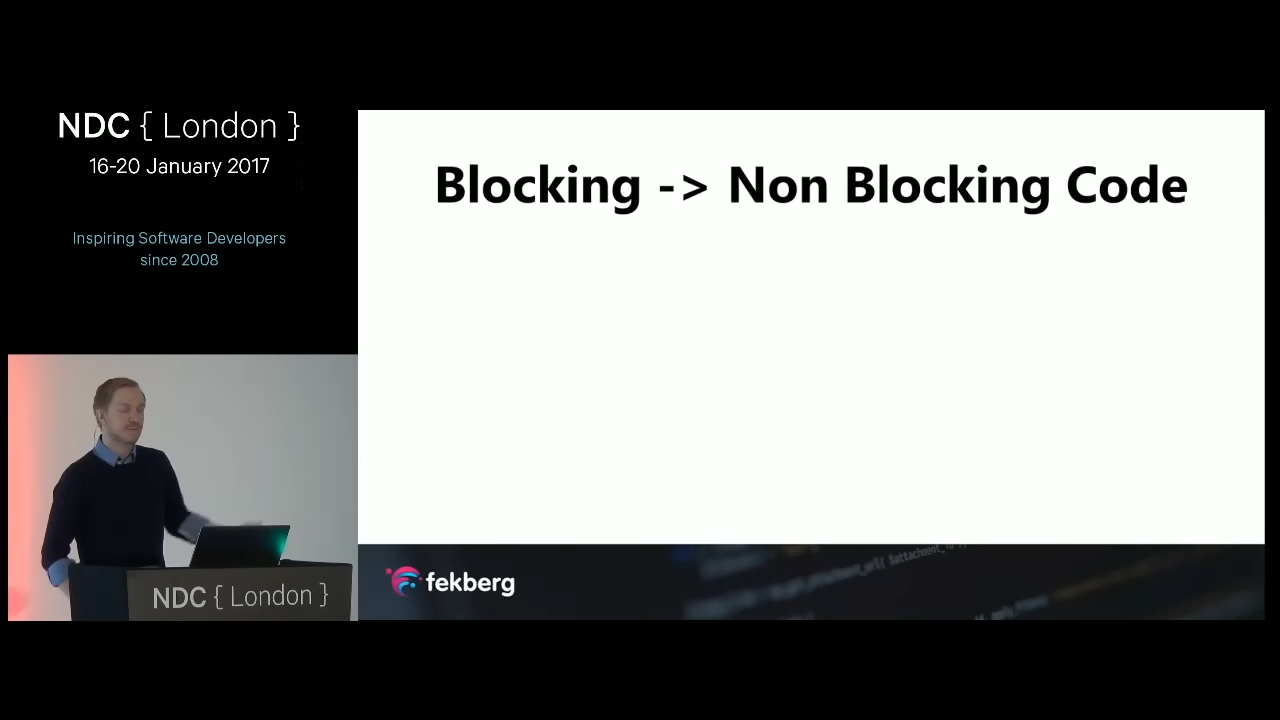 NDC { London }
16-20 January 2017
Inspiring Software Developers
since 2008
Blocking -> Non Blocking Code
NDC { London }
fekberg